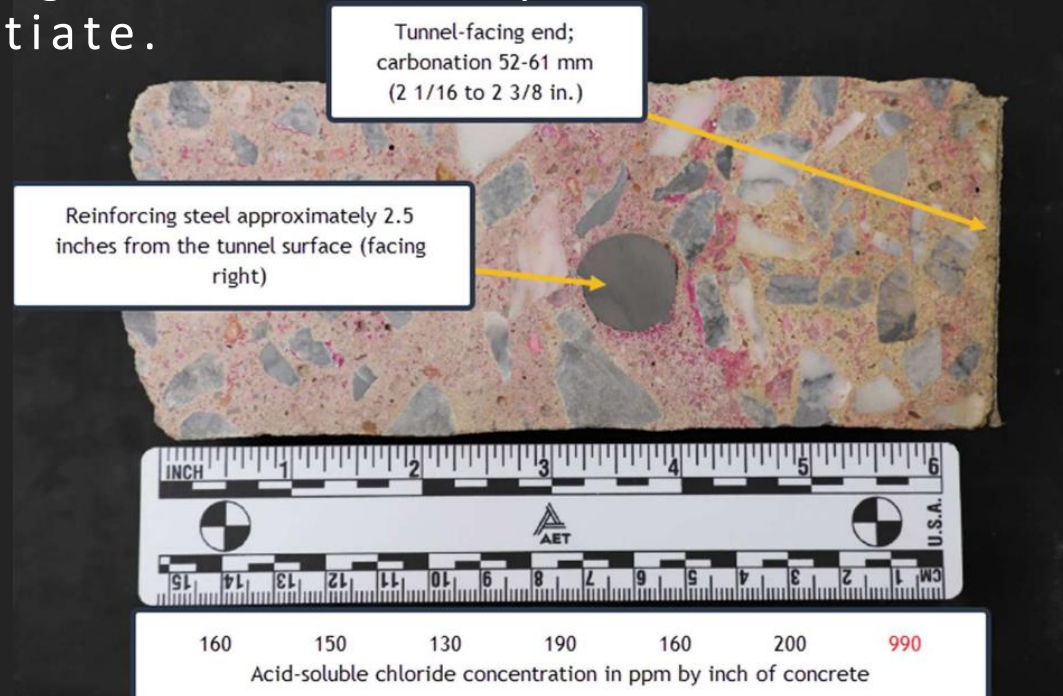 tiate.
Tunnel-facing end;
carbonation 52-61 mm
(2 1/16 to 2 3/8 in.)
Reinforcing steel approximately 2.5
inches from the tunnel surface (facing
right)
INCH 1 2 3 4 5 6
U.S.A.
AET
15 14 13 12 11 10 9 8 7 6 5 4 3 2 1 CM
160 150 130 190 160 200 990
Acid-soluble chloride concentration in ppm by inch of concrete